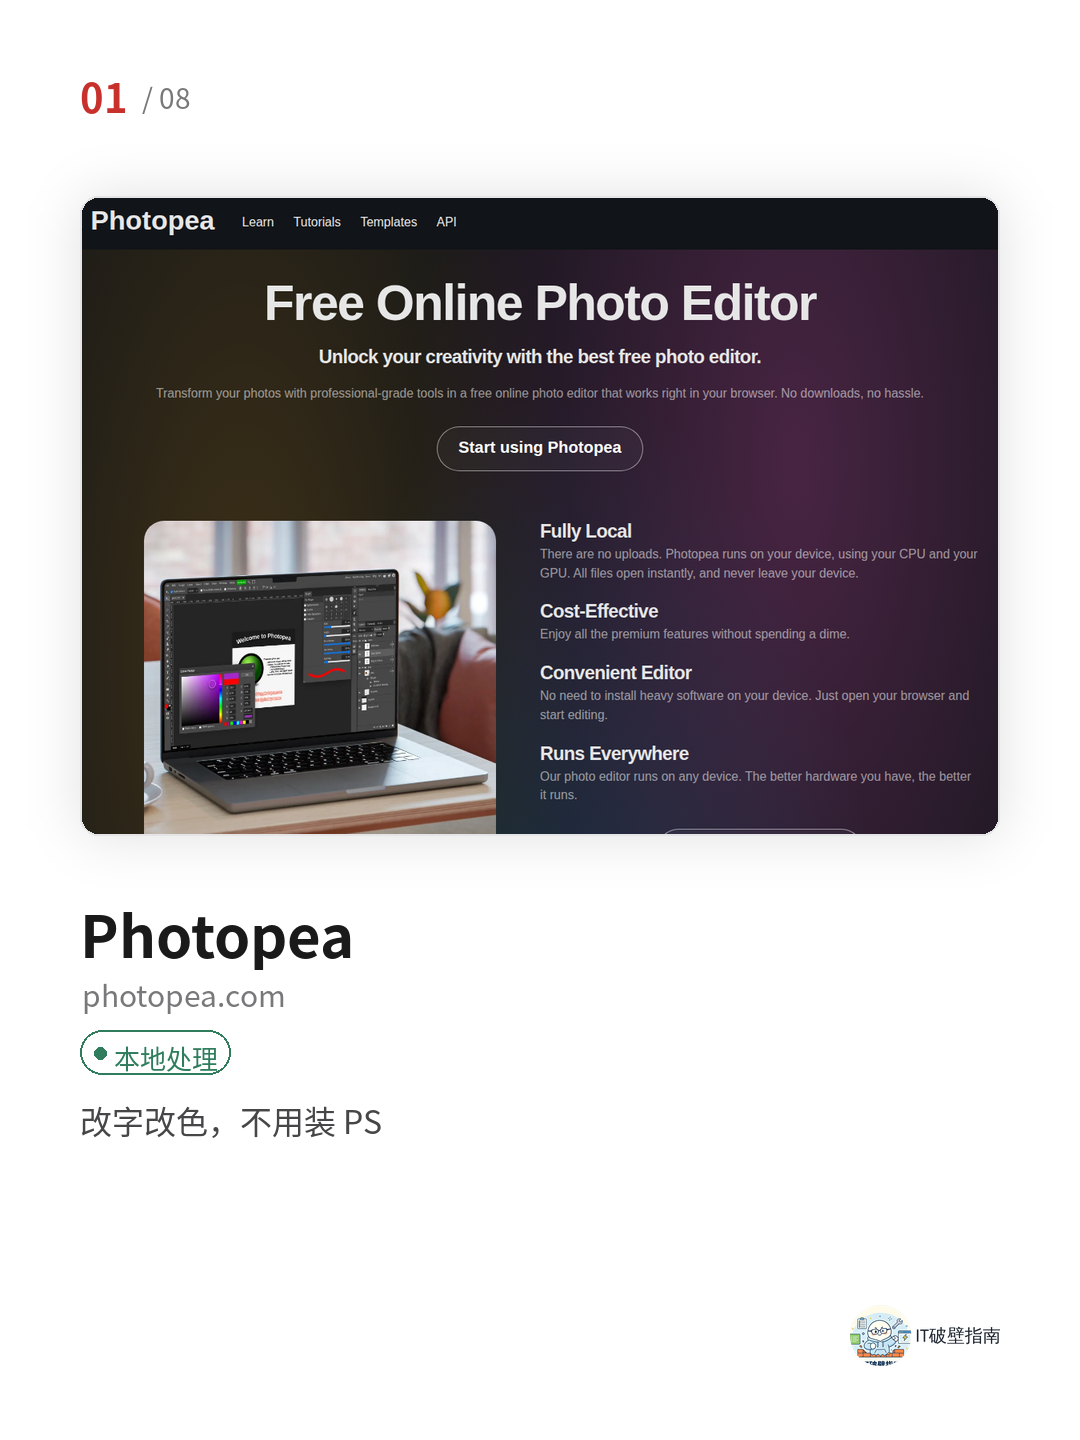 01 / 08
Photopea Learn Tutorials Templates API
Free Online Photo Editor
Unlock your creativity with the best free photo editor.
Transform your photos with professional-grade tools in a free online photo editor that works right in your browser. No downloads, no hassle.
Start using Photopea
Welcome to Photopea
Fully Local
There are no uploads. Photopea runs on your device, using your CPU and your
GPU. All files open instantly, and never leave your device.
Cost-Effective
Enjoy all the premium features without spending a dime.
Convenient Editor
No need to install heavy software on your device. Just open your browser and
start editing.
Runs Everywhere
Our photo editor runs on any device. The better hardware you have, the better
it runs.
Photopea
photopea.com
本地处理
改字改色，不用装 PS
IT破壁指南